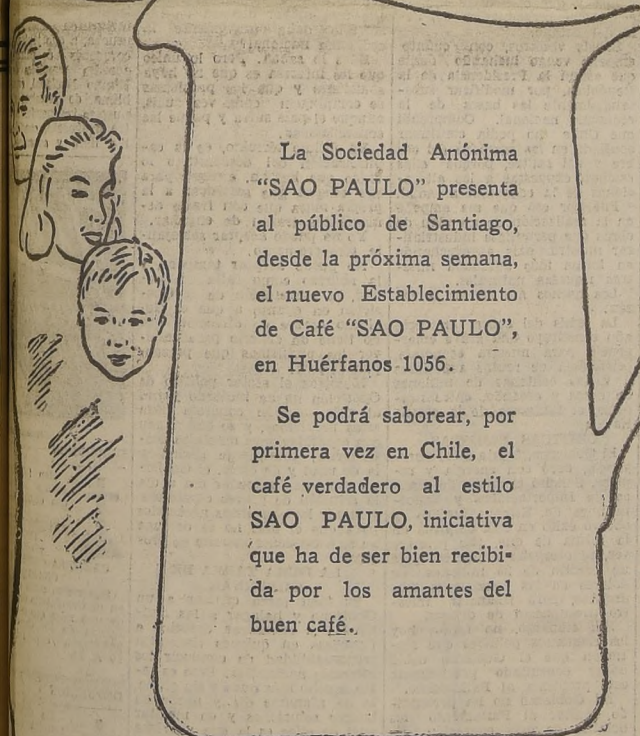 La Sociedad Anónima
“SAO PAULO” presenta
al público de Santiago,
desde la próxima semana,
el nuevo Establecimiento
de Café “SAO PAULO”,
en Huérfanos 1056.
Se podrá saborear, por
primera vez en Chile, el
café verdadero al estilo
SAO PAULO, iniciativa
que ha de ser bien recibi-
da por los amantes del
buen café.